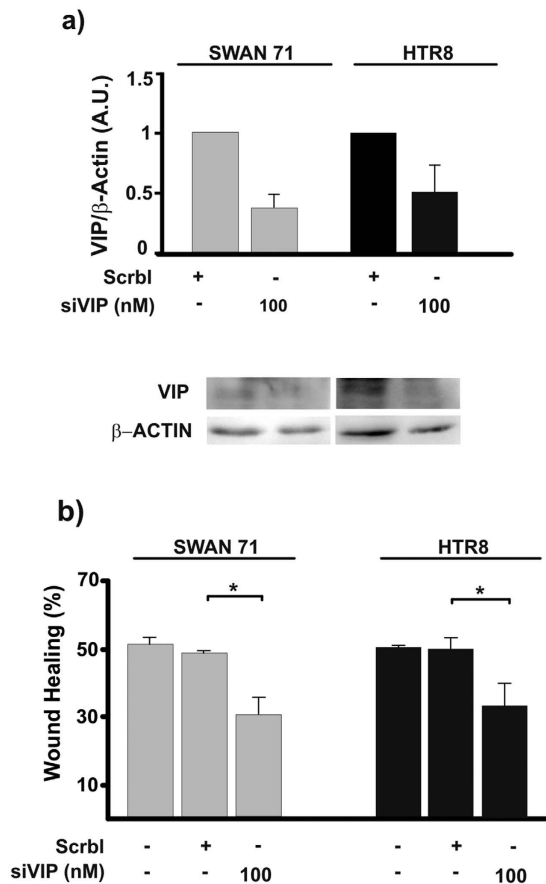 a)
SWAN 71 HTR8
VIP/β-Actin (A.U.)
1.5
1
0.5
0
Scrbl + - + -
siVIP (nM) - 100 - 100
VIP
β–ACTIN
b)
SWAN 71 HTR8
Wound Healing (%)
70
50
30
10
* *
Scrbl - + - - + -
siVIP (nM) - - 100 - - 100